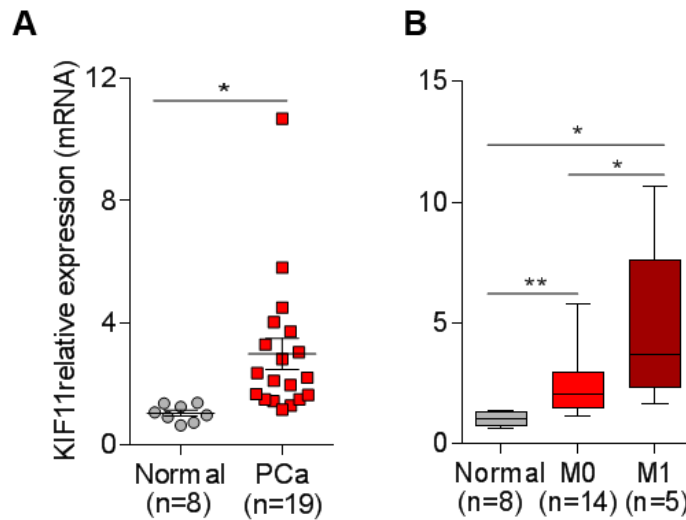 A
B
KIF11relative expression (mRNA)
12
8
4
0
*
Normal
(n=8)
PCa
(n=19)
15
10
5
0
*
*
**
Normal
(n=8)
M0
(n=14)
M1
(n=5)